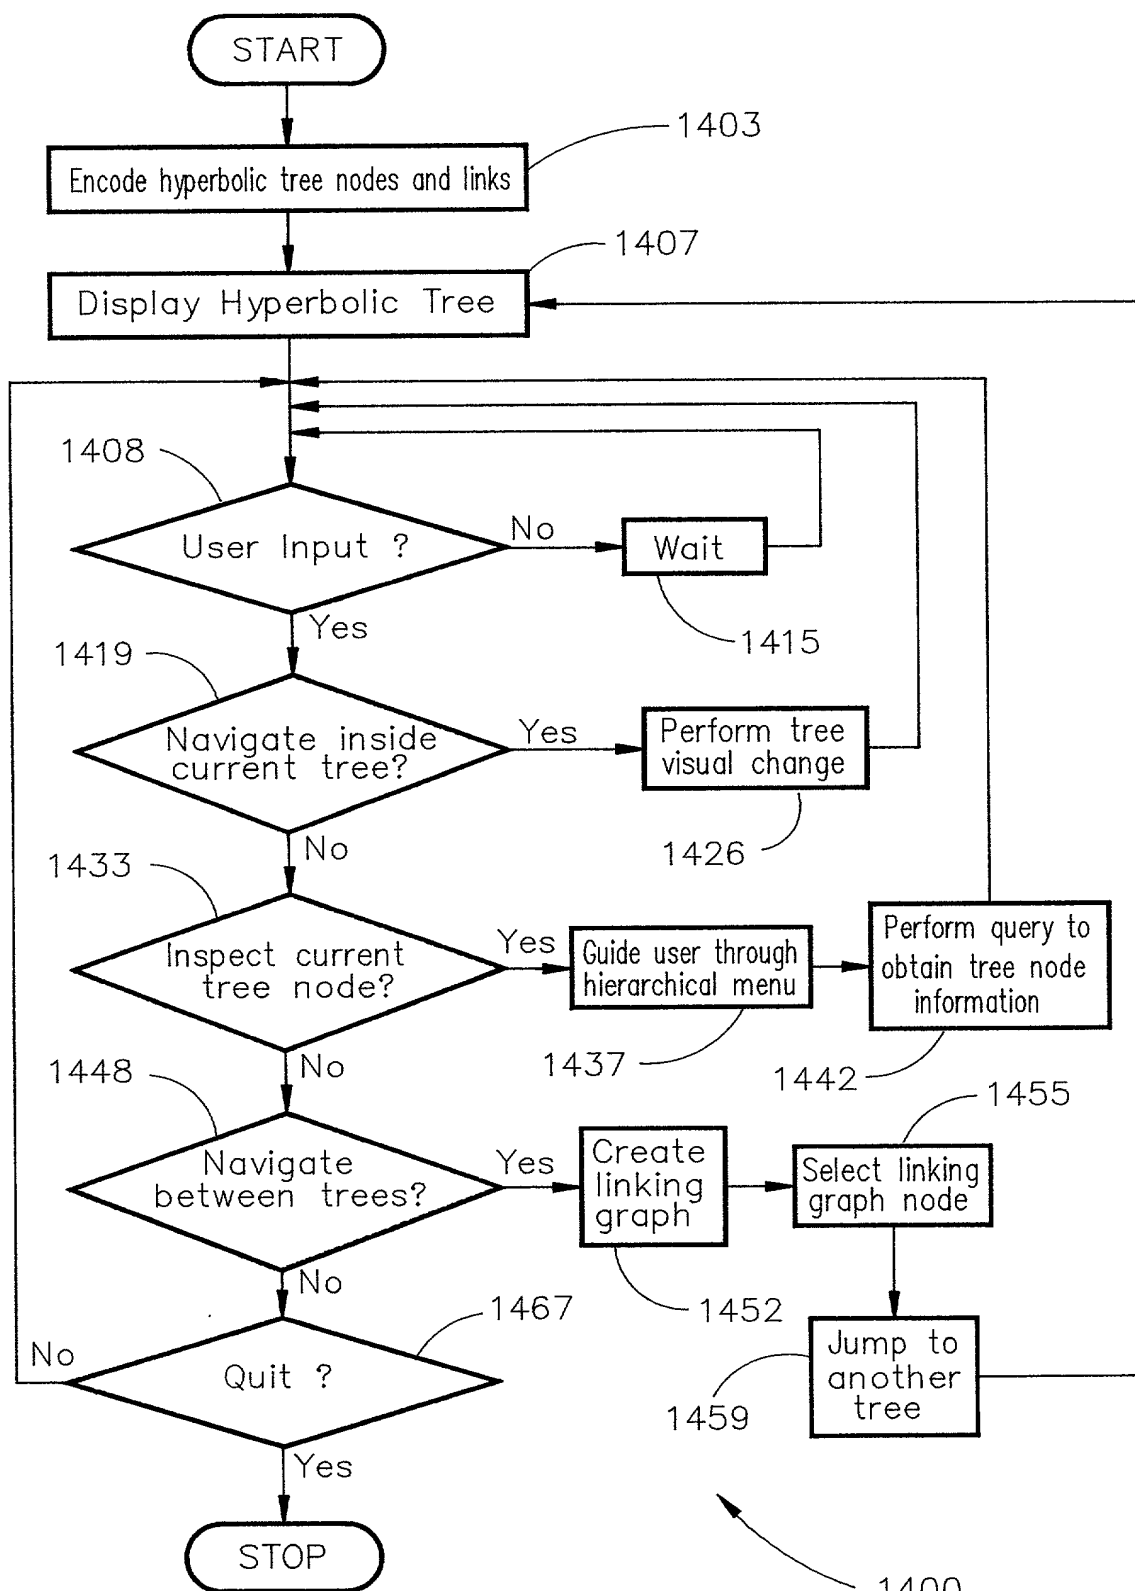 START
1403
Encode hyperbolic tree nodes and links
1407
Display Hyperbolic Tree
1408
User Input ?
No
Wait
1415
Yes
1419
Navigate inside
current tree?
Yes
Perform tree
visual change
1426
No
1433
Inspect current
tree node?
Yes
Guide user through
hierarchical menu
Perform query to
obtain tree node
information
1437
1442
No
1448
Navigate
between trees?
Yes
Create
linking
graph
1455
Select linking
graph node
1452
No
1467
Quit ?
No
Jump to
another
tree
1459
Yes
STOP
1400